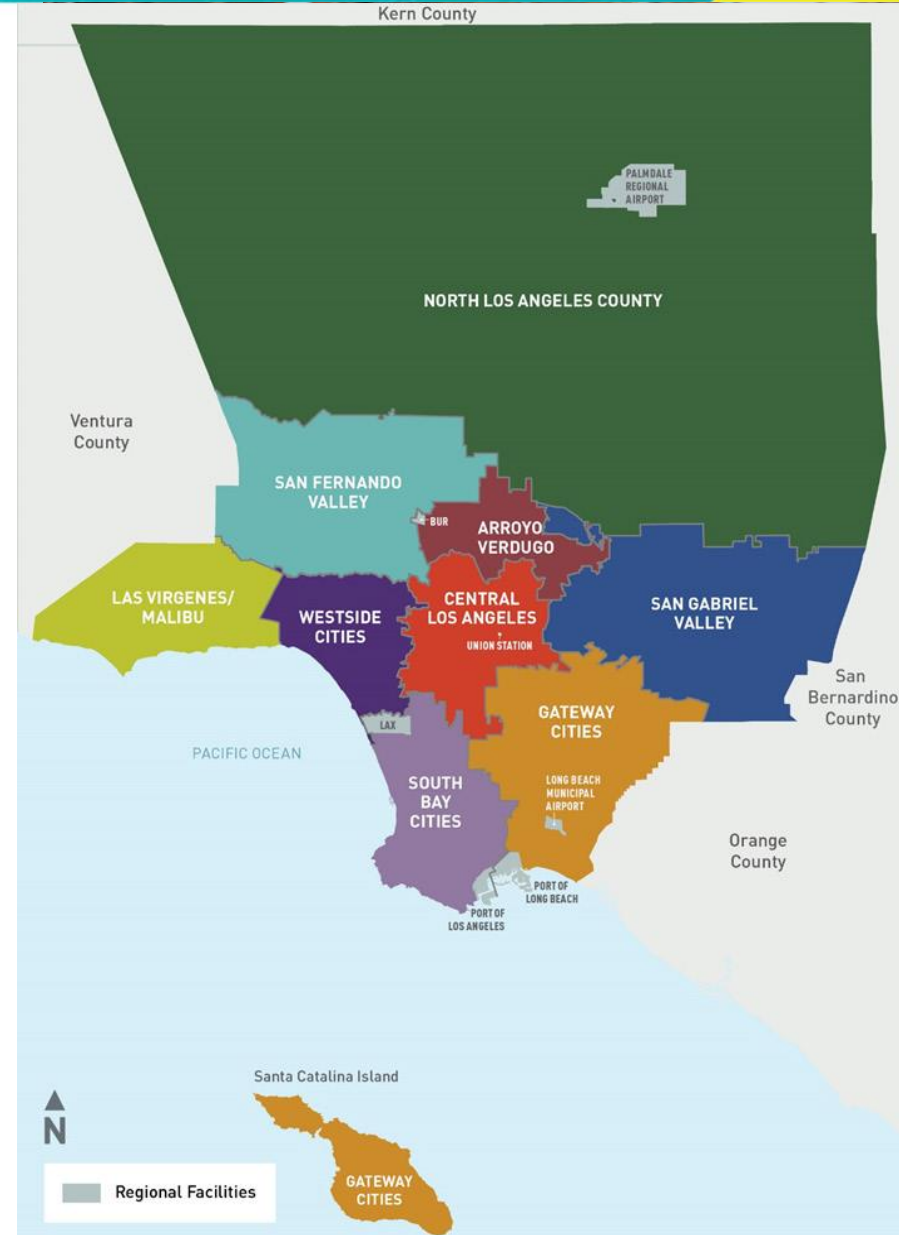 Kern County
PALMDALE
REGIONAL
AIRPORT
NORTH LOS ANGELES COUNTY
Ventura
County
SAN FERNANDO
VALLEY
BUR
ARROYO
VERDUGO
LAS VIRGENES/
MALIBU
WESTSIDE
CITIES
CENTRAL
LOS ANGELES
UNION STATION
SAN GABRIEL
VALLEY
San
Bernardino
County
LAX
GATEWAY
CITIES
PACIFIC OCEAN
SOUTH
BAY
CITIES
LONG BEACH
MUNICIPAL
AIRPORT
Orange
County
PORT OF
LONG BEACH
PORT OF
LOS ANGELES
Santa Catalina Island
N
GATEWAY
CITIES
Regional Facilities